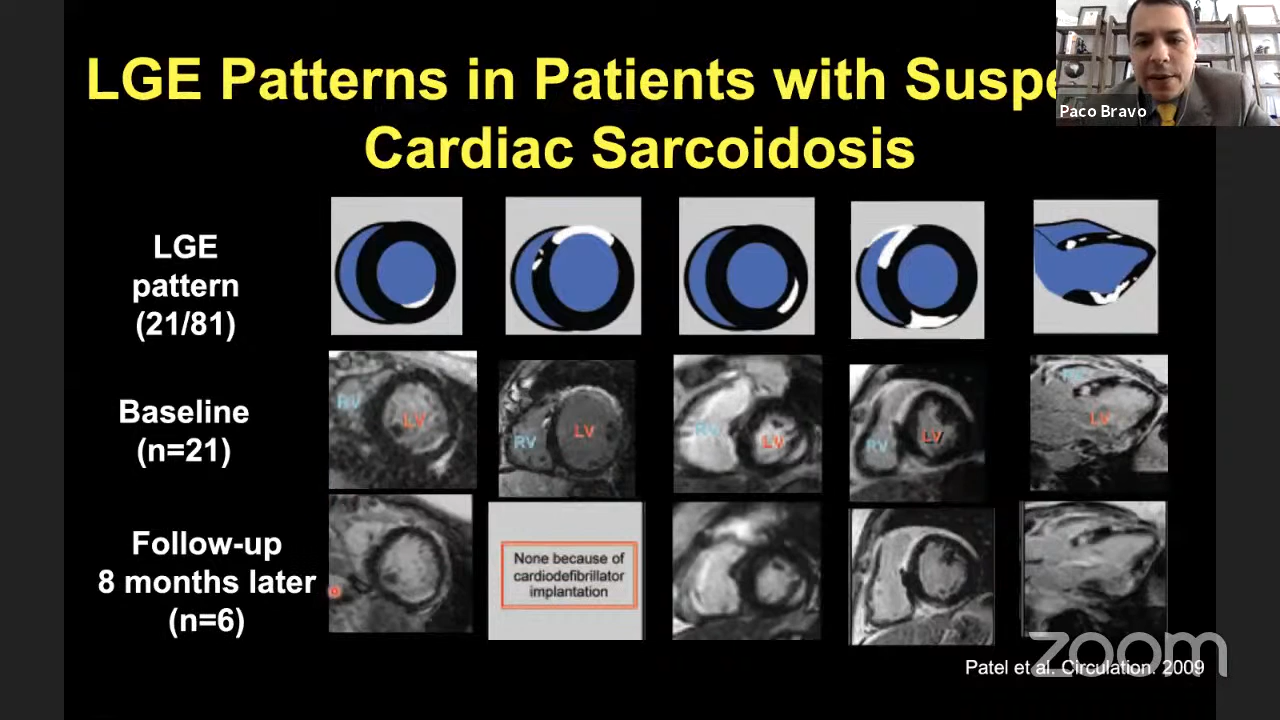 LGE Patterns in Patients with Suspe
Cardiac Sarcoidosis
Paco Bravo
LGE
pattern
(21/81)
Baseline
(n=21)
RV
LV
RV
LV
RV
LV
RV
LV
RV
LV
Follow-up
8 months later
(n=6)
None because of
cardiodefibrillator
implantation
zoom
Patel et al. Circulation. 2009